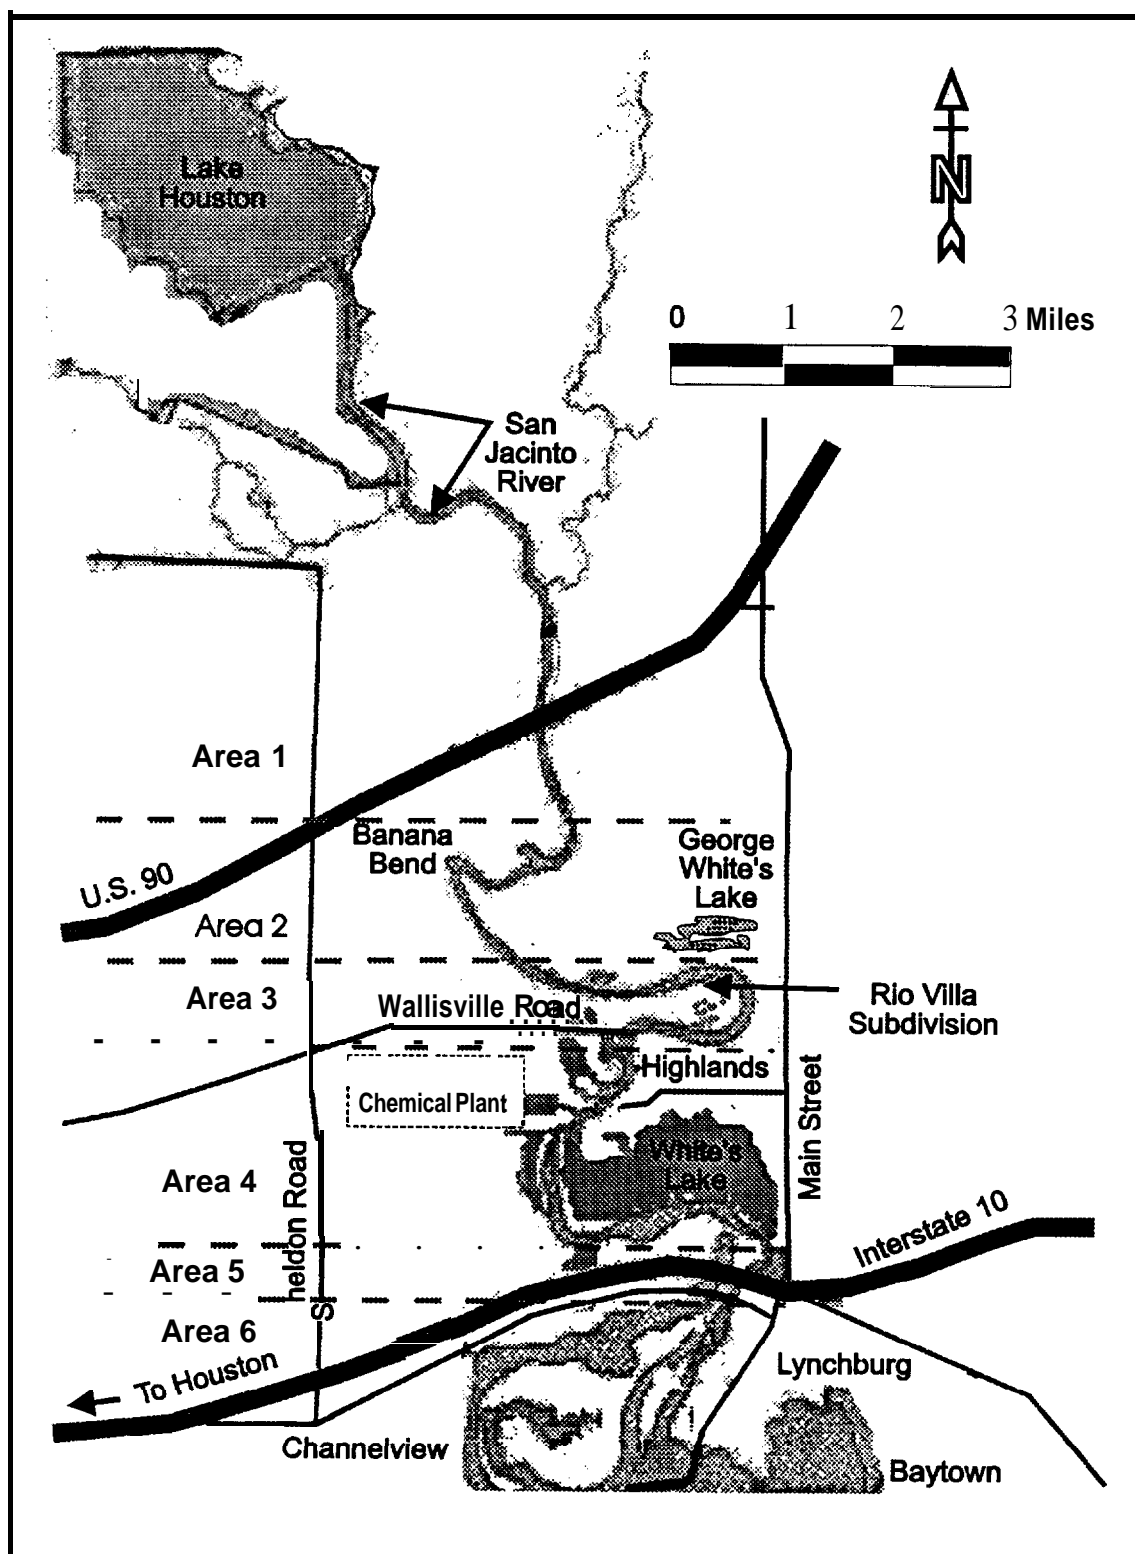 Lake
Houston
N
0 1 2 3 Miles
San
Jacinto
River
Area 1
Banana
Bend
George
White's
Lake
U.S. 90
Area 2
Area 3
Wallisville Road
Rio Villa
Subdivision
Highlands
Chemical Plant
Main Street
White's
Lake
Area 4
Sheldon Road
Interstate 10
Area 5
Area 6
To Houston
Lynchburg
Channelview
Baytown